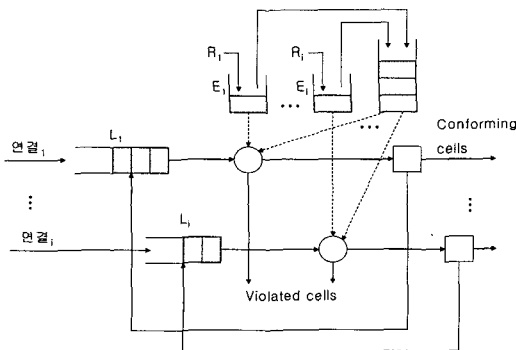 R₁
Rᵢ
E₁
Eᵢ
L₁
Conforming
cells
연결₁
Lᵢ
연결ᵢ
Violated cells